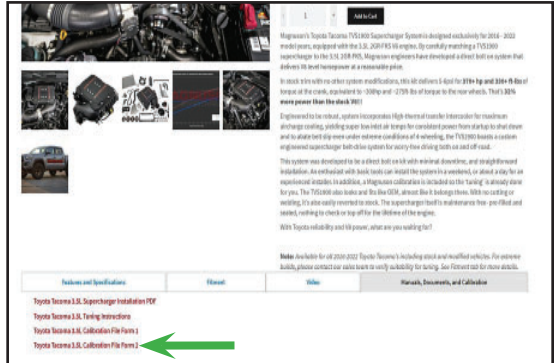 - 1 + Add to Cart
Magnuson's Toyota Tacoma TVS1900 Supercharger System is designed exclusively for 2016 - 2023
model years, equipped with the 3.5L 2GR-FKS V6 engine. By carefully matching a TVS1900
supercharger to the 3.5L 2GR-FKS, Magnuson engineers have developed a direct bolt on system that
delivers V8 level horsepower at a reasonable price.
In stock trim with no other system modifications, this kit delivers 5-6psi for 370+ hp and 330+ ft-lbs of
torque at the crank, equivalent to ~300hp and ~275ft-lbs of torque to the rear wheels. That's
more power than the stock V6!!
Engineered to be robust, system incorporates High-thermal transfer intercooler for maximum
aircharge cooling, yielding super low inlet air temps for consistent power from startup to shut down
and to abate belt slip even under extreme conditions of 4 wheeling, the TVS1900 boasts a custom
engineered supercharger belt-drive system for worry-free driving both on and off-road.
This system was developed to be a direct bolt on kit with minimal downtime, and straightforward
installation. An enthusiast with basic tools can install the system in a weekend, or about a day for an
experienced installer. In addition, a Magnuson calibration is included so the 'tuning' is already done
for you. The TVS1900 also looks and fits like OEM, almost like it belongs there. With no cutting or
welding, it's also easily reverted to stock. The supercharger itself is maintenance free- pre-filled and
sealed, nothing to check or top off for the lifetime of the engine.
With Toyota reliability and V8 power, what are you waiting for?
Note: Available for all 2016-2022 Toyota Tacoma's including stock and modified vehicles. For extreme
builds, please contact our sales team to verify suitability for tuning. See Fitment tab for more details.
Features and Specifications Fitment Video Manuals, Documents, and Calibration
Toyota Tacoma 3.5L Supercharger Installation PDF
Toyota Tacoma 3.5L Tuning Instructions
Toyota Tacoma 3.5L Calibration File Form 1
Toyota Tacoma 3.5L Calibration File Form 2